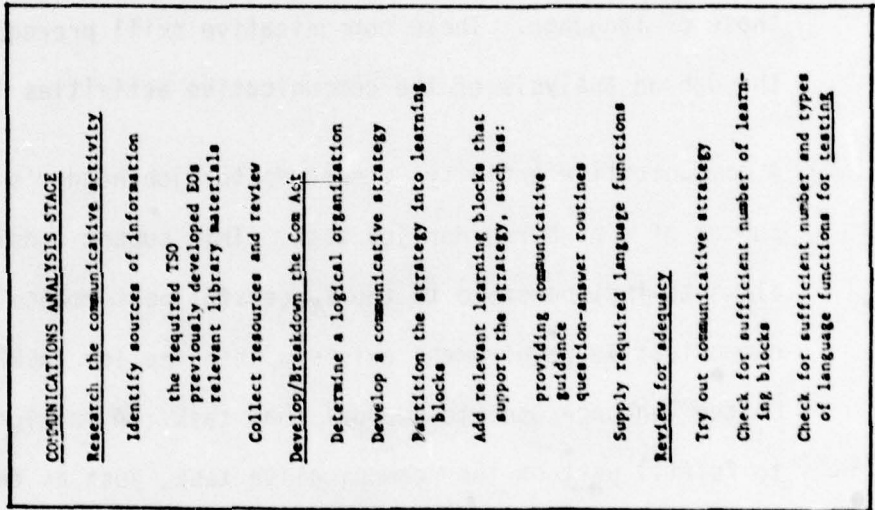 COMMUNICATIONS ANALYSIS STAGE
Research the communicative activity
Identify sources of information
the required TSO
previously developed EOs
relevant library materials
Collect resources and review
Develop/Breakdown the Com Act
Dermine a logical organization
Develop a communicative strategy
Partition the strategy into learning
blocks
Add relevant learning blocks that
support the strategy such as:
providing communicative
guidance
question-answer routines
Supply required language functions
Review for adequacy
Try out communicative strategy
Check for sufficient number of learn-
ing blocks
Check for sufficient number and types
of language functions for testing